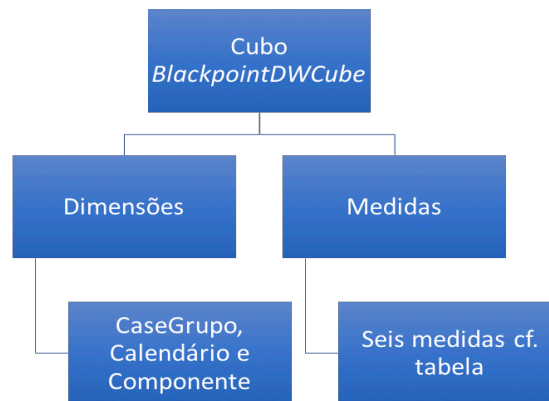 Cubo
BlackpointDWCube
Dimensões
Medidas
CaseGrupo,
Calendário e
Componente
Seis medidas cf.
tabela